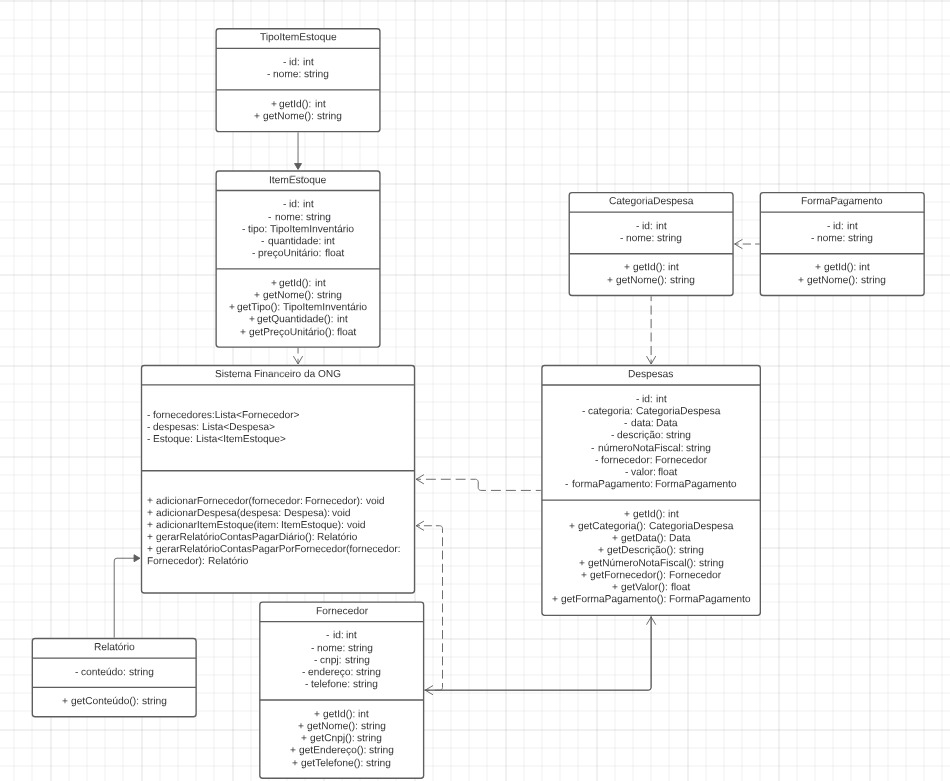 TipoItemEstoque
- id: int
- nome: string
+ getId(): int
+ getNome(): string
ItemEstoque
- id: int
- nome: string
- tipo: TipoItemInventário
- quantidade: int
- preçoUnitário: float
+ getId(): int
+ getNome(): string
+ getTipo(): TipoItemInventário
+ getQuantidade(): int
+ getPreçoUnitário(): float
CategoriaDespesa
- id: int
- nome: string
+ getId(): int
+ getNome(): string
FormaPagamento
- id: int
- nome: string
+ getId(): int
+ getNome(): string
Sistema Financeiro da ONG
- fornecedores:Lista<Fornecedor>
- despesas: Lista<Despesa>
- Estoque: Lista<ItemEstoque>
+ adicionarFornecedor(fornecedor: Fornecedor): void
+ adicionarDespesa(despesa: Despesa): void
+ adicionarItemEstoque(item: ItemEstoque): void
+ gerarRelatórioContasPagarDiário(): Relatório
+ gerarRelatórioContasPagarPorFornecedor(fornecedor:
Fornecedor): Relatório
Despesas
- id: int
- categoria: CategoriaDespesa
- data: Data
- descrição: string
- númeroNotaFiscal: string
- fornecedor: Fornecedor
- valor: float
- formaPagamento: FormaPagamento
+ getId(): int
+ getCategoria(): CategoriaDespesa
+ getData(): Data
+ getDescrição(): string
+ getNúmeroNotaFiscal(): string
+ getFornecedor(): Fornecedor
+ getValor(): float
+ getFormaPagamento(): FormaPagamento
Fornecedor
- id: int
- nome: string
- cnpj: string
- endereço: string
- telefone: string
+ getId(): int
+ getNome(): string
+ getCnpj(): string
+ getEndereço(): string
+ getTelefone(): string
Relatório
- conteúdo: string
+ getConteúdo(): string